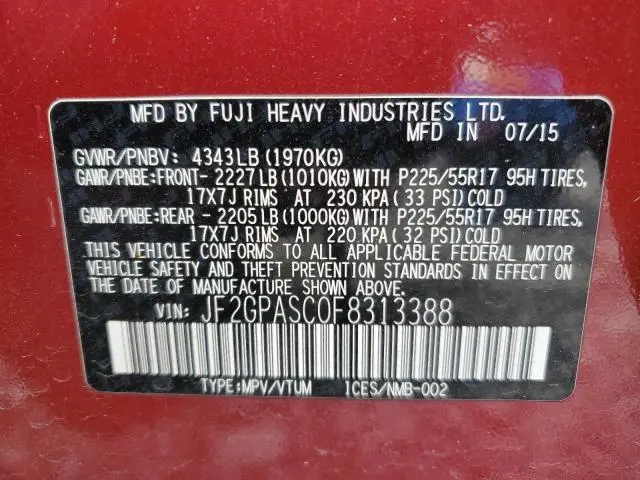 MFD BY FUJI HEAVY INDUSTRIES LTD.
MFD IN 07/15
GVWR/PNBV: 4343LB (1970KG)
GAWR/PNBE:FRONT- 2227LB (1010KG) WITH P225/55R17 95H TIRES,
17X7J RIMS AT 230 KPA ( 33 PSI) COLD
GAWR/PNBE:REAR - 2205LB (1000KG) WITH P225/55R17 95H TIRES,
17X7J RIMS AT 220 KPA ( 32 PSI) COLD
THIS VEHICLE CONFORMS TO ALL APPLICABLE FEDERAL MOTOR
VEHICLE SAFETY AND THEFT PREVENTION STANDARDS IN EFFECT ON
THE DATE OF MANUFACTURE SHOWN ABOVE.
VIN: JF2GPASC0F8313388
TYPE:MPV/VTUM ICES/NMB-002